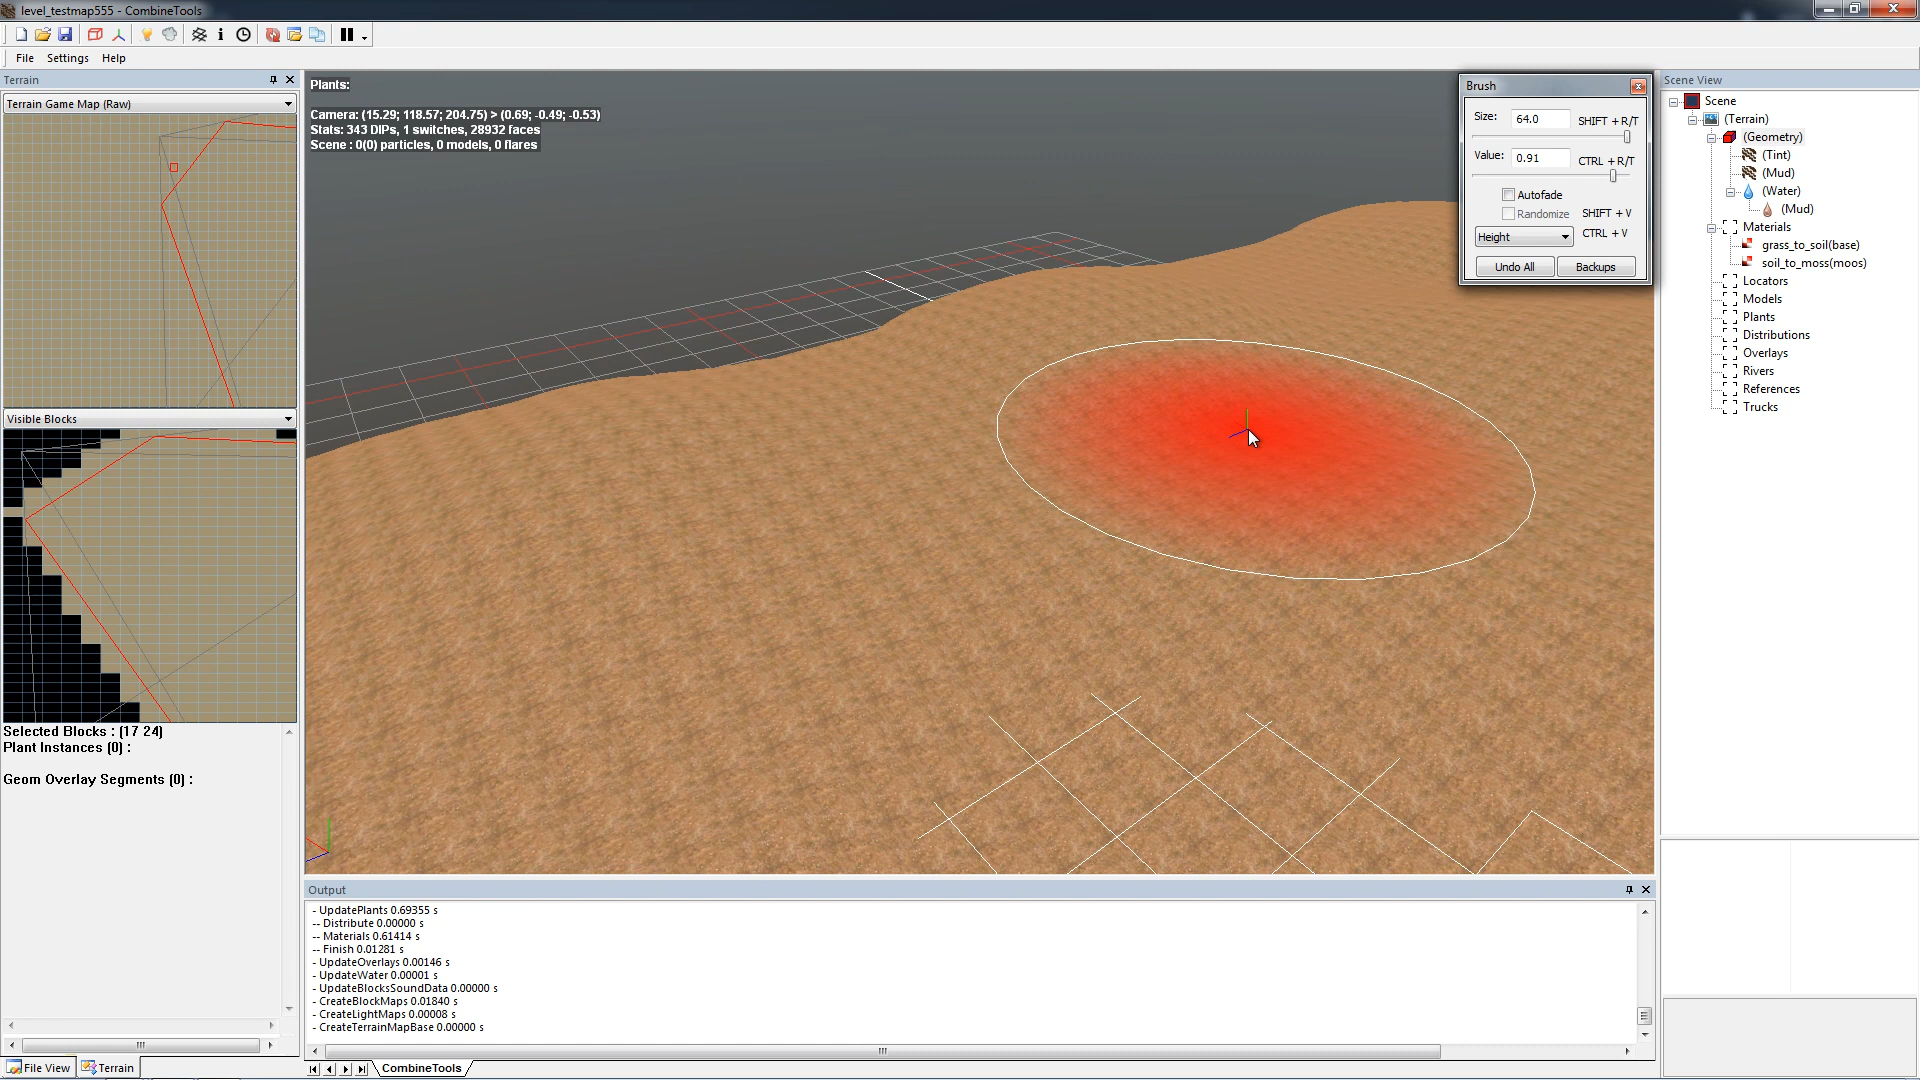 level_testmap555 - CombineTools
File Settings Help
Terrain
Terrain Game Map (Raw)
Visible Blocks
Selected Blocks : (17 24)
Plant Instances (0) :
Geom Overlay Segments (0) :
File View
Terrain
Plants:
Camera: (15.29; 118.57; 204.75) > (0.69; -0.49; -0.53)
Stats: 343 DIPs, 1 switches, 28932 faces
Scene : 0(0) particles, 0 models, 0 flares
Brush
Size: 64.0 SHIFT + R/T
Value: 0.91 CTRL + R/T
Autofade
Randomize SHIFT + V
Height CTRL + V
Undo All Backups
Output
- UpdatePlants 0.69355 s
-- Distribute 0.00000 s
-- Materials 0.61414 s
-- Finish 0.01281 s
- UpdateOverlays 0.00146 s
- UpdateWater 0.00001 s
- UpdateBlocksSoundData 0.00000 s
- CreateBlockMaps 0.01840 s
- CreateLightMaps 0.00008 s
- CreateTerrainMapBase 0.00000 s
CombineTools
Scene View
Scene
(Terrain)
(Geometry)
(Tint)
(Mud)
(Water)
(Mud)
Materials
grass_to_soil(base)
soil_to_moss(moos)
Locators
Models
Plants
Distributions
Overlays
Rivers
References
Trucks